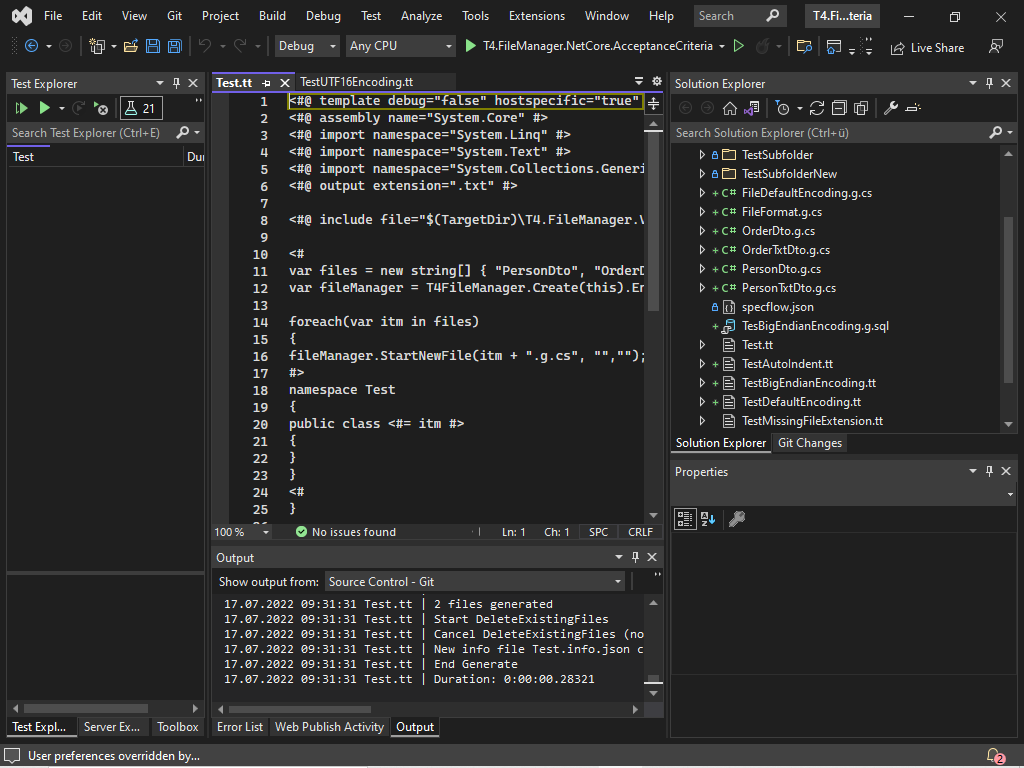 File Edit View Git Project Build Debug Test Analyze Tools Extensions Window Help Search T4.Fi...teria
Debug Any CPU T4.FileManager.NetCore.AcceptanceCriteria Live Share
Test Explorer
21
Search Test Explorer (Ctrl+E)
Test Dur
Test.tt TestUTF16Encoding.tt
1 <#@ template debug="false" hostspecific="true"
2 <#@ assembly name="System.Core" #>
3 <#@ import namespace="System.Linq" #>
4 <#@ import namespace="System.Text" #>
5 <#@ import namespace="System.Collections.Generi
6 <#@ output extension=".txt" #>
7
8 <#@ include file="$(TargetDir)\T4.FileManager.V
9
10 <#
11 var files = new string[] { "PersonDto", "OrderD
12 var fileManager = T4FileManager.Create(this).En
13
14 foreach(var itm in files)
15 {
16 fileManager.StartNewFile(itm + ".g.cs", "","");
17 #>
18 namespace Test
19 {
20 public class <#= itm #>
21 {
22 }
23 }
24 <#
25 }
100 % No issues found Ln: 1 Ch: 1 SPC CRLF
Output
Show output from: Source Control - Git
17.07.2022 09:31:31 Test.tt | 2 files generated
17.07.2022 09:31:31 Test.tt | Start DeleteExistingFiles
17.07.2022 09:31:31 Test.tt | Cancel DeleteExistingFiles (no
17.07.2022 09:31:31 Test.tt | New info file Test.info.json c
17.07.2022 09:31:31 Test.tt | End Generate
17.07.2022 09:31:31 Test.tt | Duration: 0:00:00.28321
Solution Explorer
Search Solution Explorer (Ctrl+ü)
TestSubfolder
TestSubfolderNew
C# FileDefaultEncoding.g.cs
C# FileFormat.g.cs
C# OrderDto.g.cs
C# OrderTxtDto.g.cs
C# PersonDto.g.cs
C# PersonTxtDto.g.cs
specflow.json
TesBigEndianEncoding.g.sql
Test.tt
TestAutoIndent.tt
TestBigEndianEncoding.tt
TestDefaultEncoding.tt
TestMissingFileExtension.tt
Solution Explorer Git Changes
Properties
Test Expl... Server Ex... Toolbox Error List Web Publish Activity Output
User preferences overridden by... 2